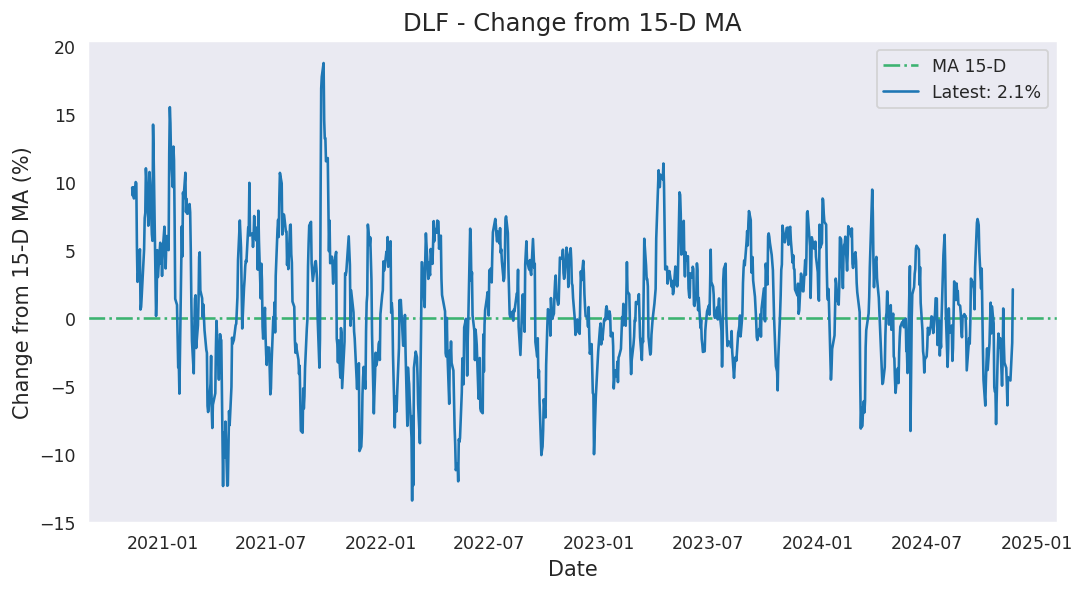 DLF - Change from 15-D MA
MA 15-D
Latest: 2.1%
Change from 15-D MA (%)
20
15
10
5
0
−5
−10
−15
2021-01 2021-07 2022-01 2022-07 2023-01 2023-07 2024-01 2024-07 2025-01
Date